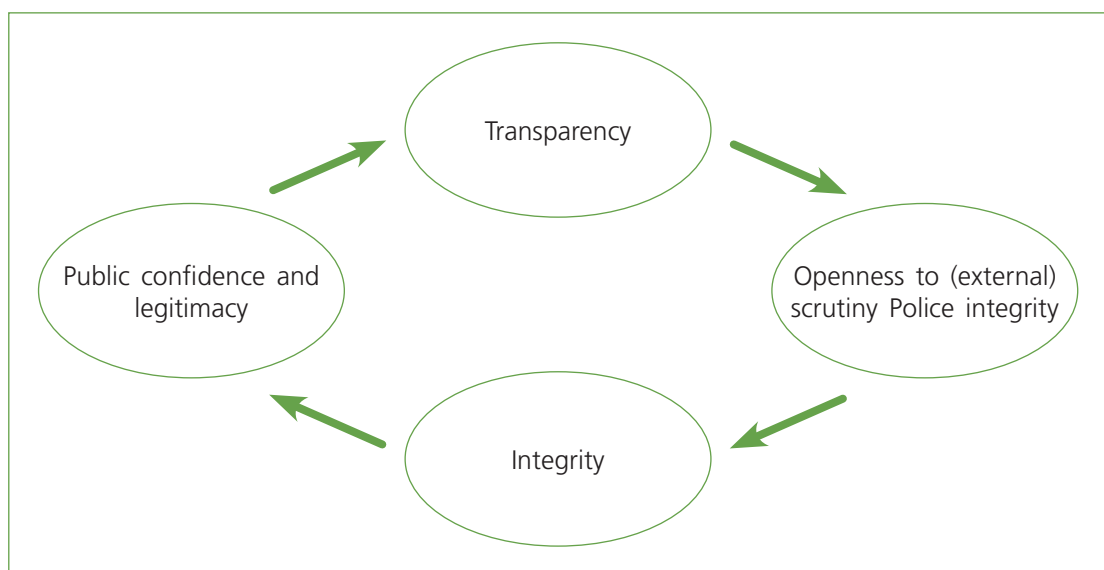 Transparency
Public confidence and
legitimacy
Openness to (external)
scrutiny Police integrity
Integrity